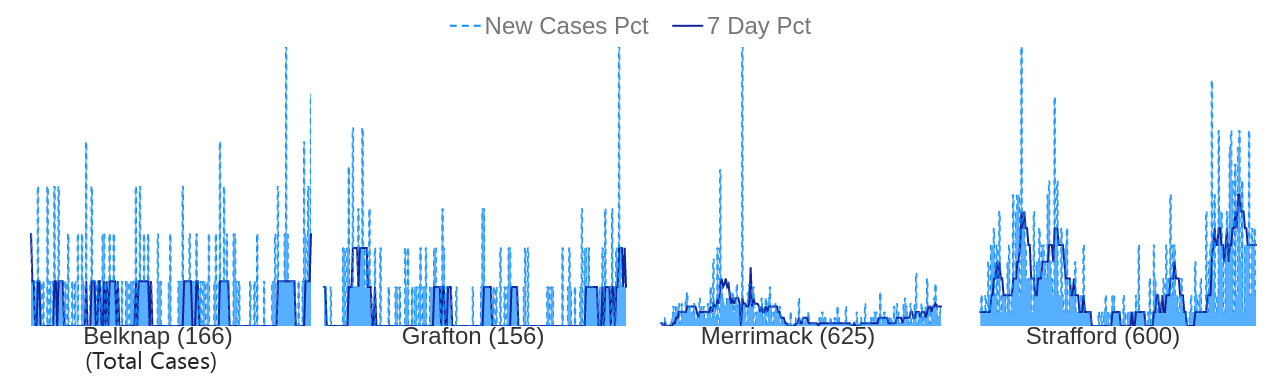 New Cases Pct 7 Day Pct
Belknap (166) Grafton (156) Merrimack (625) Strafford (600)
(Total Cases)